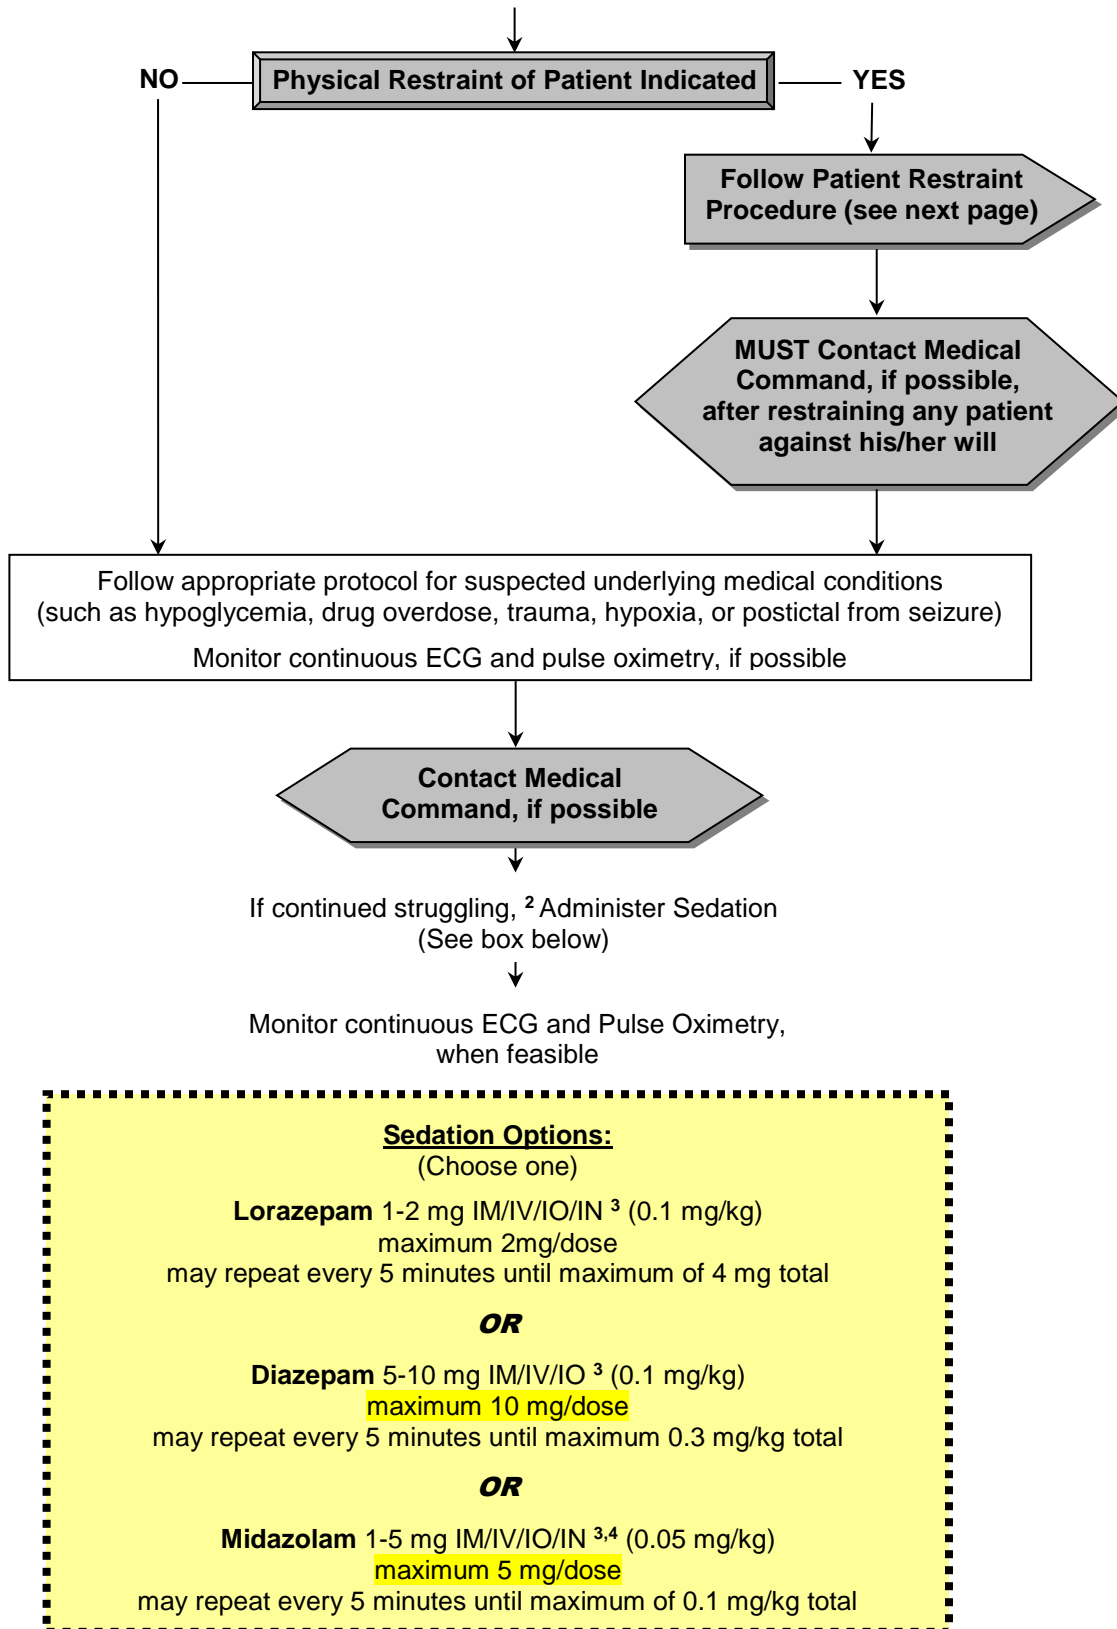 NO
Physical Restraint of Patient Indicated
YES
Follow Patient Restraint
Procedure (see next page)
MUST Contact Medical
Command, if possible,
after restraining any patient
against his/her will
Follow appropriate protocol for suspected underlying medical conditions
(such as hypoglycemia, drug overdose, trauma, hypoxia, or postictal from seizure)
Monitor continuous ECG and pulse oximetry, if possible
Contact Medical
Command, if possible
If continued struggling, ² Administer Sedation
(See box below)
Monitor continuous ECG and Pulse Oximetry,
when feasible
Sedation Options:
(Choose one)
Lorazepam 1-2 mg IM/IV/IO/IN ³ (0.1 mg/kg)
maximum 2mg/dose
may repeat every 5 minutes until maximum of 4 mg total
OR
Diazepam 5-10 mg IM/IV/IO ³ (0.1 mg/kg)
maximum 10 mg/dose
may repeat every 5 minutes until maximum 0.3 mg/kg total
OR
Midazolam 1-5 mg IM/IV/IO/IN ³,⁴ (0.05 mg/kg)
maximum 5 mg/dose
may repeat every 5 minutes until maximum of 0.1 mg/kg total